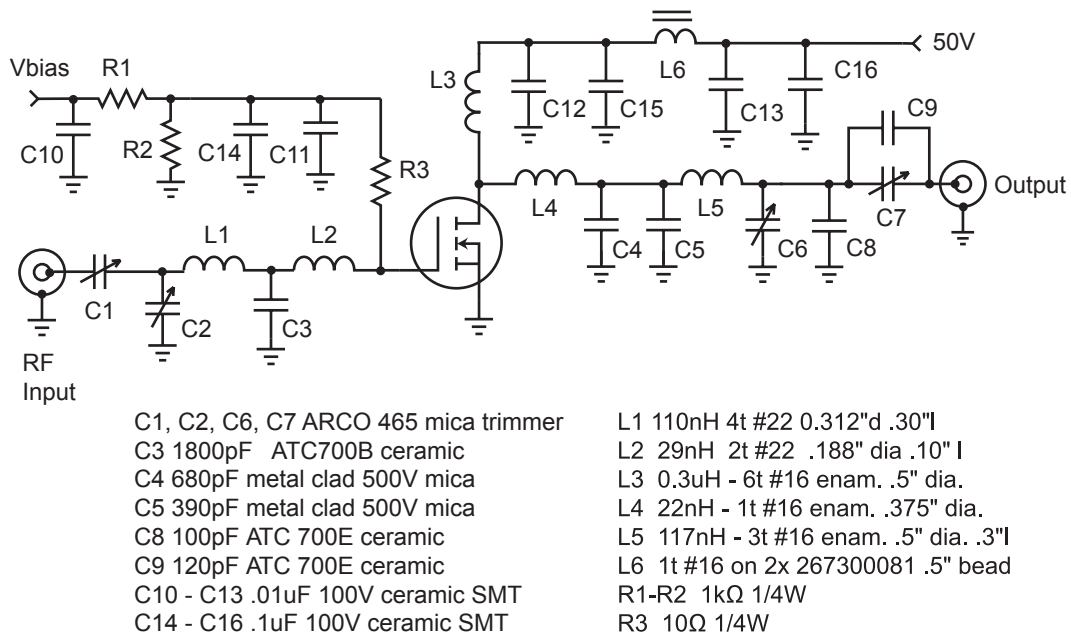 50V
Vbias
R1
L3
L6
C16
C12
C15
C13
C9
C10
R2
C14
C11
R3
L4
L5
C7
Output
C4
C5
C6
C8
L1
L2
C1
C2
C3
RF
Input
C1, C2, C6, C7 ARCO 465 mica trimmer
C3 1800pF ATC700B ceramic
C4 680pF metal clad 500V mica
C5 390pF metal clad 500V mica
C8 100pF ATC 700E ceramic
C9 120pF ATC 700E ceramic
C10 - C13 .01uF 100V ceramic SMT
C14 - C16 .1uF 100V ceramic SMT
L1 110nH 4t #22 0.312"d .30"l
L2 29nH 2t #22 .188" dia .10" l
L3 0.3uH - 6t #16 enam. .5" dia.
L4 22nH - 1t #16 enam. .375" dia.
L5 117nH - 3t #16 enam. .5" dia. .3"l
L6 1t #16 on 2x 267300081 .5" bead
R1-R2 1kΩ 1/4W
R3 10Ω 1/4W